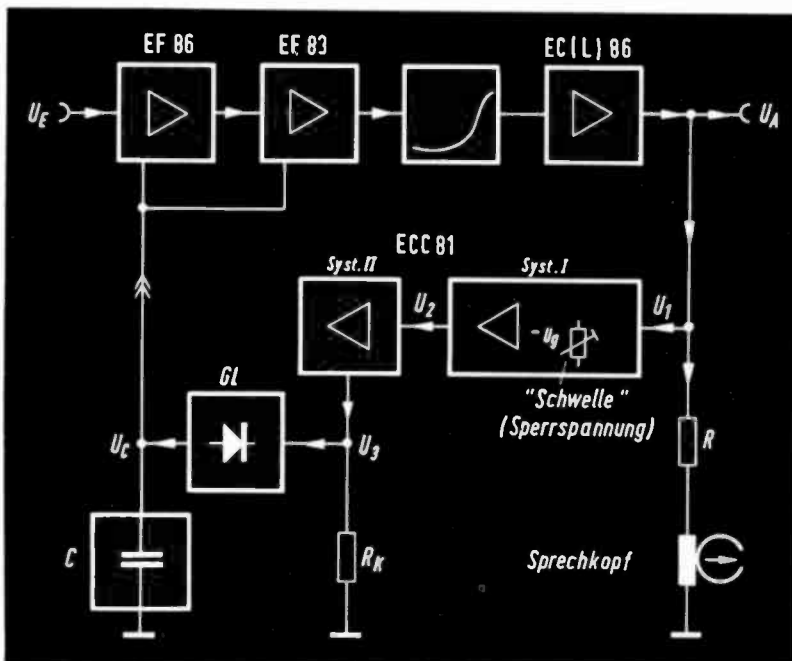 EF 86
EF 83
EC(L) 86
U_E
U_A
ECC 81
Syst. II
Syst. I
U_2
U_1
- u_g
"Schwelle"
(Sperrspannung)
GL
U_C
U_3
R
C
R_K
Sprechkopf